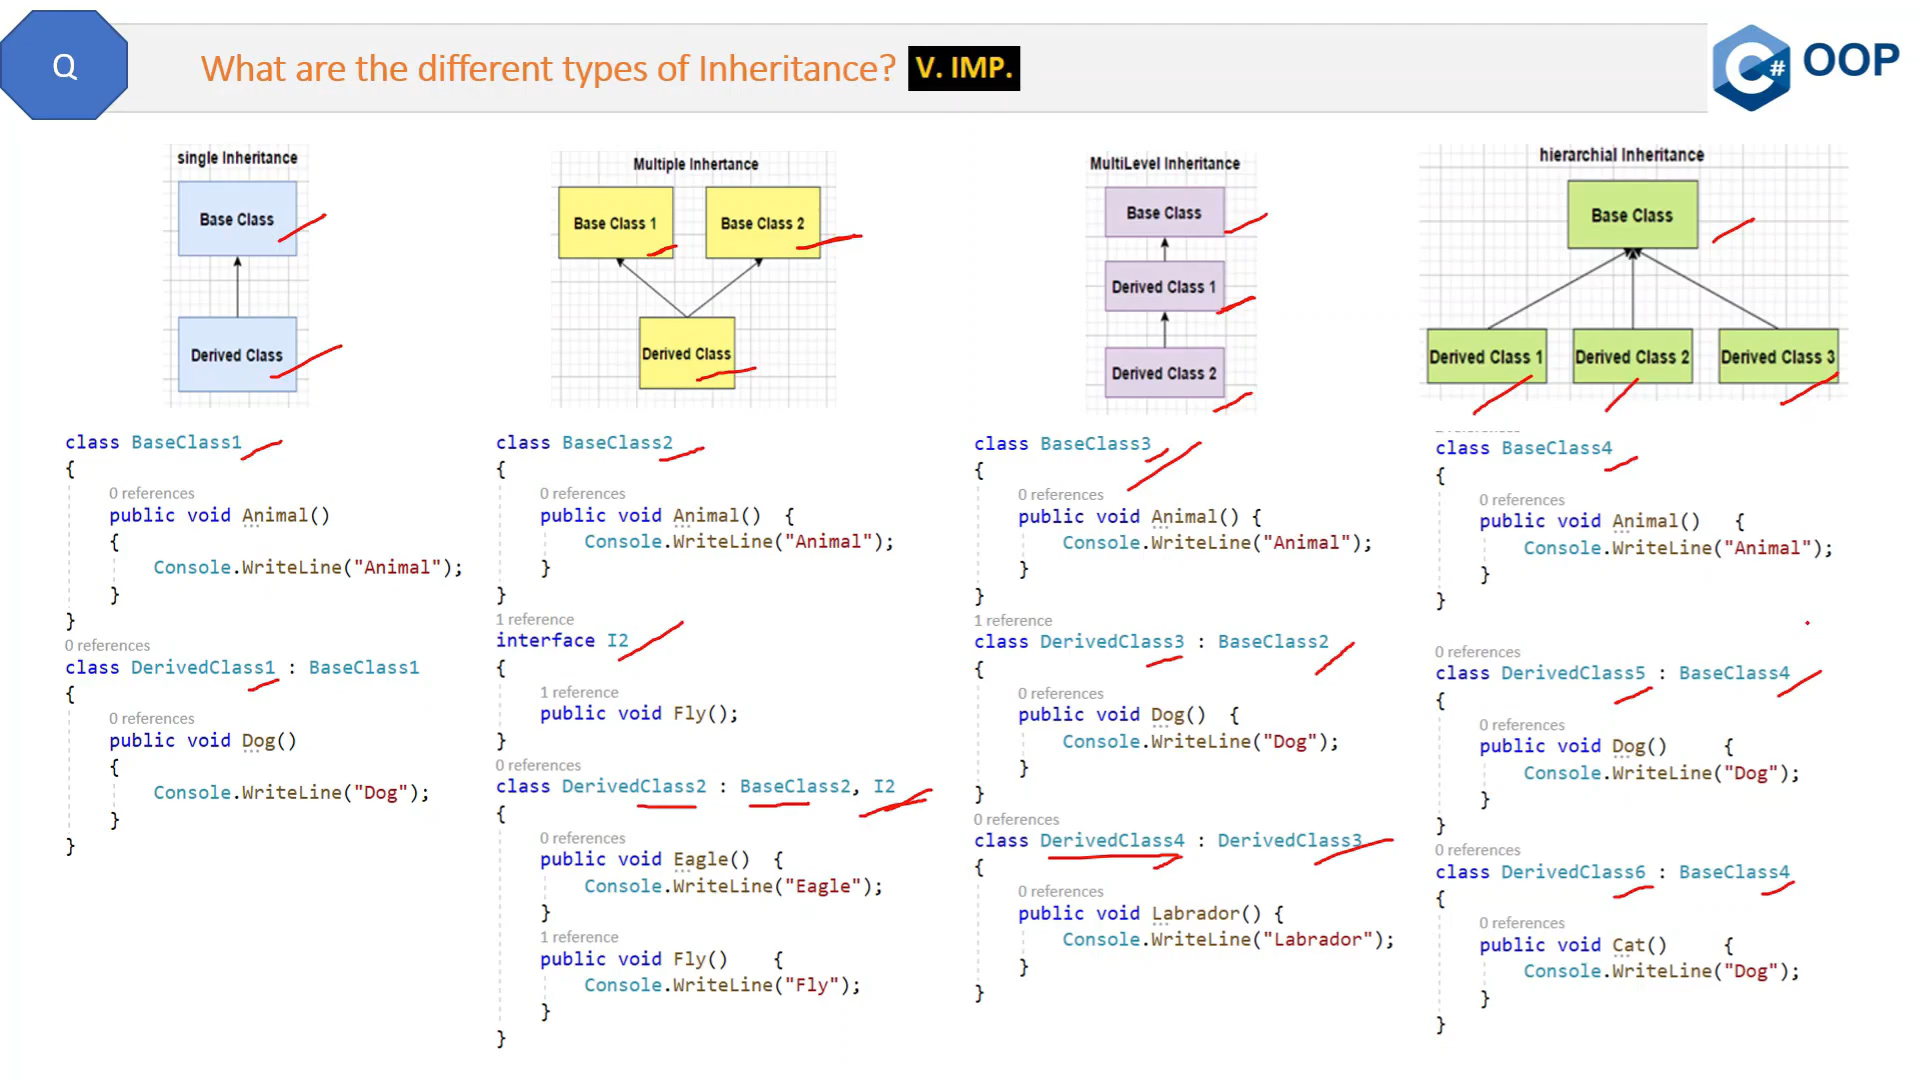 Q
What are the different types of Inheritance? V. IMP.
C# OOP
single Inheritance
Base Class
Derived Class
Multiple Inhertance
Base Class 1
Base Class 2
Derived Class
MultiLevel Inheritance
Base Class
Derived Class 1
Derived Class 2
hierarchial Inheritance
Base Class
Derived Class 1
Derived Class 2
Derived Class 3
class BaseClass1
{
0 references
public void Animal()
{
Console.WriteLine("Animal");
}
}
0 references
class DerivedClass1 : BaseClass1
{
0 references
public void Dog()
{
Console.WriteLine("Dog");
}
}
class BaseClass2
{
0 references
public void Animal() {
Console.WriteLine("Animal");
}
}
1 reference
interface I2
{
1 reference
public void Fly();
}
0 references
class DerivedClass2 : BaseClass2, I2
{
0 references
public void Eagle() {
Console.WriteLine("Eagle");
}
1 reference
public void Fly() {
Console.WriteLine("Fly");
}
}
class BaseClass3
{
0 references
public void Animal() {
Console.WriteLine("Animal");
}
}
1 reference
class DerivedClass3 : BaseClass2
{
0 references
public void Dog() {
Console.WriteLine("Dog");
}
}
0 references
class DerivedClass4 : DerivedClass3
{
0 references
public void Labrador() {
Console.WriteLine("Labrador");
}
}
class BaseClass4
{
0 references
public void Animal() {
Console.WriteLine("Animal");
}
}
0 references
class DerivedClass5 : BaseClass4
{
0 references
public void Dog() {
Console.WriteLine("Dog");
}
}
0 references
class DerivedClass6 : BaseClass4
{
0 references
public void Cat() {
Console.WriteLine("Dog");
}
}